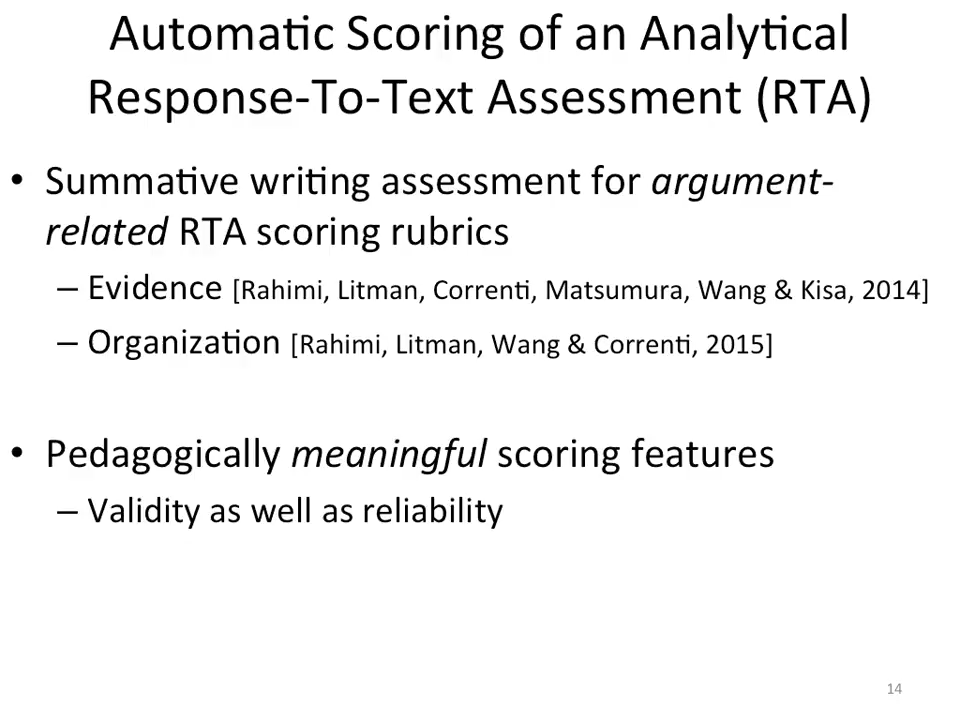 Automatic Scoring of an Analytical
Response-To-Text Assessment (RTA)
• Summative writing assessment for argument-
related RTA scoring rubrics
– Evidence [Rahimi, Litman, Correnti, Matsumura, Wang & Kisa, 2014]
– Organization [Rahimi, Litman, Wang & Correnti, 2015]
• Pedagogically meaningful scoring features
– Validity as well as reliability
14